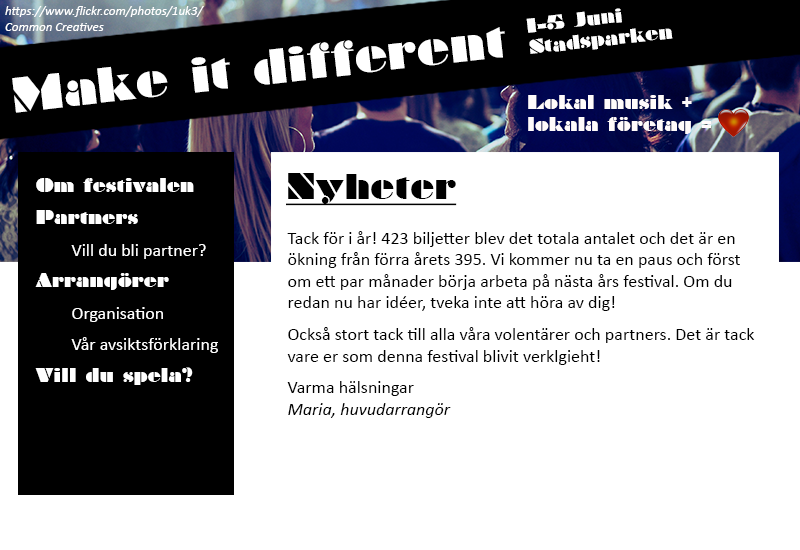 https://www.flickr.com/photos/1uk3/
Common Creatives
Make it different
1-5 Juni
Stadsparken
Lokal musik +
lokala företag =
Om festivalen
Partners
Vill du bli partner?
Arrangörer
Organisation
Vår avsiktsförklaring
Vill du spela?
Nyheter
Tack för i år! 423 biljetter blev det totala antalet och det är en
ökning från förra årets 395. Vi kommer nu ta en paus och först
om ett par månader börja arbeta på nästa års festival. Om du
redan nu har idéer, tveka inte att höra av dig!
Också stort tack till alla våra volentärer och partners. Det är tack
vare er som denna festival blivit verklgieht!
Varma hälsningar
Maria, huvudarrangör